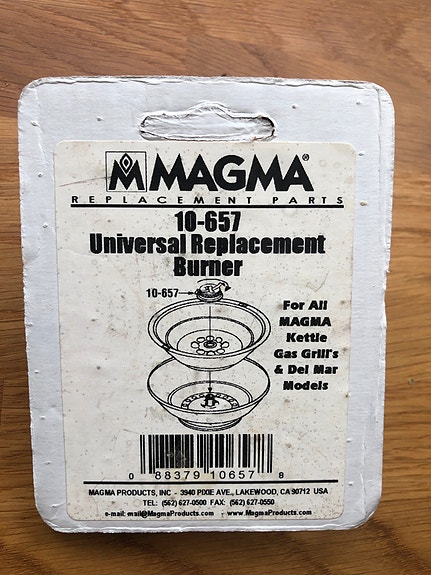 MAGMA®
REPLACEMENT PARTS
10-657
Universal Replacement
Burner
10-657
For All
MAGMA
Kettle
Gas Grill's
& Del Mar
Models
0 88379 10657 8
MAGMA PRODUCTS, INC - 3940 PIXIE AVE., LAKEWOOD, CA 90712 USA
TEL: (562) 627-0500 FAX: (562) 627-0550
e-mail: mail@MagmaProducts.com www.MagmaProducts.com